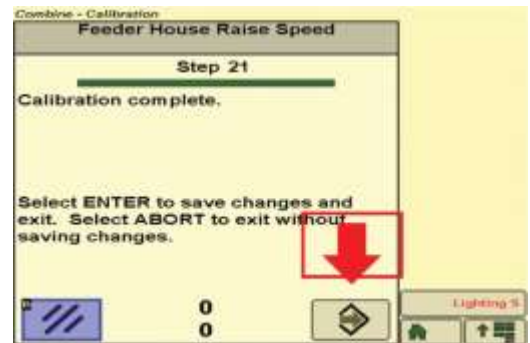 Combine - Calibration
Feeder House Raise Speed
Step 21
Calibration complete.
Select ENTER to save changes and
exit. Select ABORT to exit without
saving changes.
0
0
Lighting S